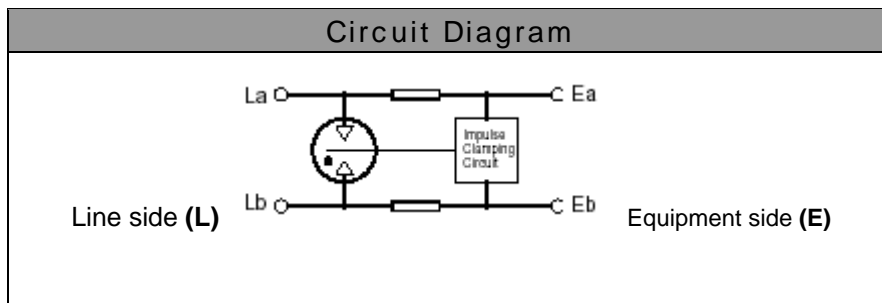 Circuit Diagram
La Ea
Impulse
Clamping
Circuit
Lb Eb
Line side (L)
Equipment side (E)